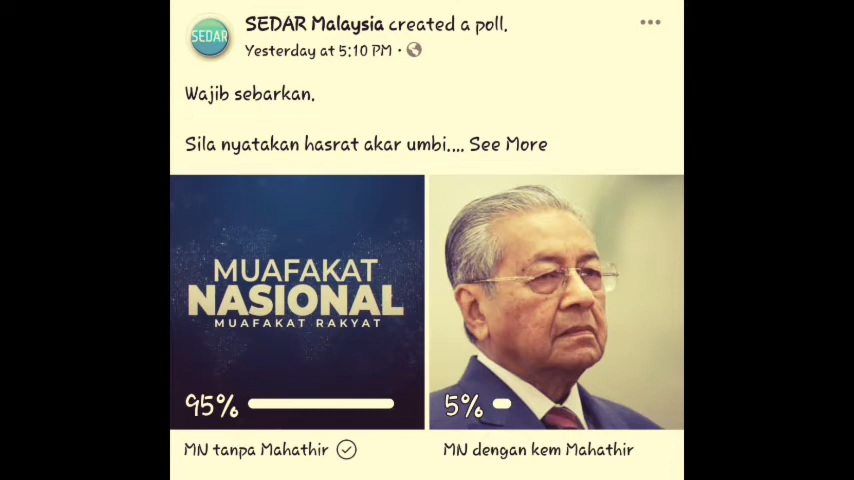 SEDAR
SEDAR Malaysia created a poll.
Yesterday at 5:10 PM ·
Wajib sebarkan.
Sila nyatakan hasrat akar umbi.... See More
MUAFAKAT
NASIONAL
MUAFAKAT RAKYAT
95%
5%
MN tanpa Mahathir
MN dengan kem Mahathir